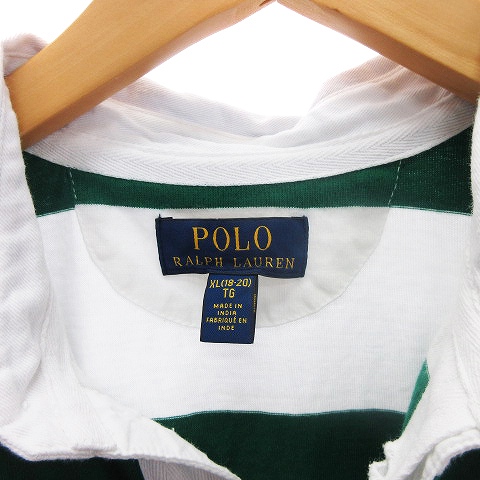 POLO
RALPH LAUREN
XL(18-20)
TG
MADE IN
INDIA
FABRIQUÉ EN
INDE